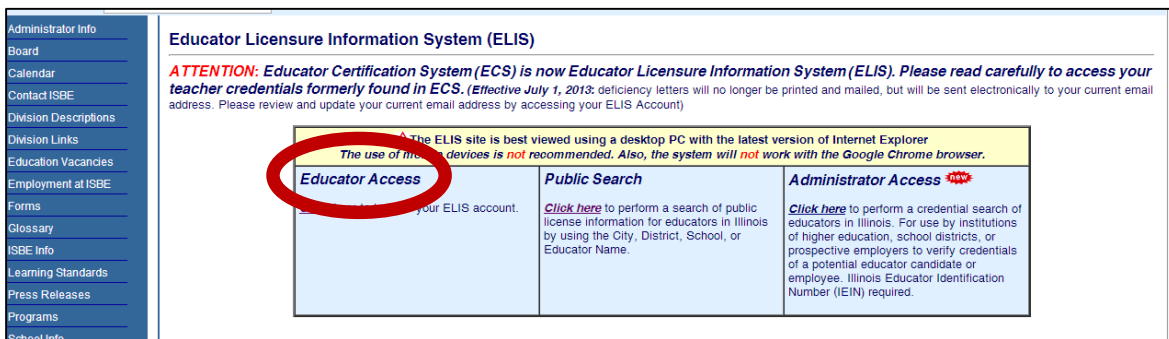 Administrator Info
Board
Calendar
Contact ISBE
Division Descriptions
Division Links
Education Vacancies
Employment at ISBE
Forms
Glossary
ISBE Info
Learning Standards
Press Releases
Programs
School Info
Educator Licensure Information System (ELIS)
ATTENTION: Educator Certification System (ECS) is now Educator Licensure Information System (ELIS). Please read carefully to access your
teacher credentials formerly found in ECS. (Effective July 1, 2013: deficiency letters will no longer be printed and mailed, but will be sent electronically to your current email
address. Please review and update your current email address by accessing your ELIS Account)
The ELIS site is best viewed using a desktop PC with the latest version of Internet Explorer
The use of devices is not recommended. Also, the system will not work with the Google Chrome browser.
Educator Access
your ELIS account.
Public Search
Click here to perform a search of public
license information for educators in Illinois
by using the City, District, School, or
Educator Name.
Administrator Access new
Click here to perform a credential search of
educators in Illinois. For use by institutions
of higher education, school districts, or
prospective employers to verify credentials
of a potential educator candidate or
employee. Illinois Educator Identification
Number (IEIN) required.